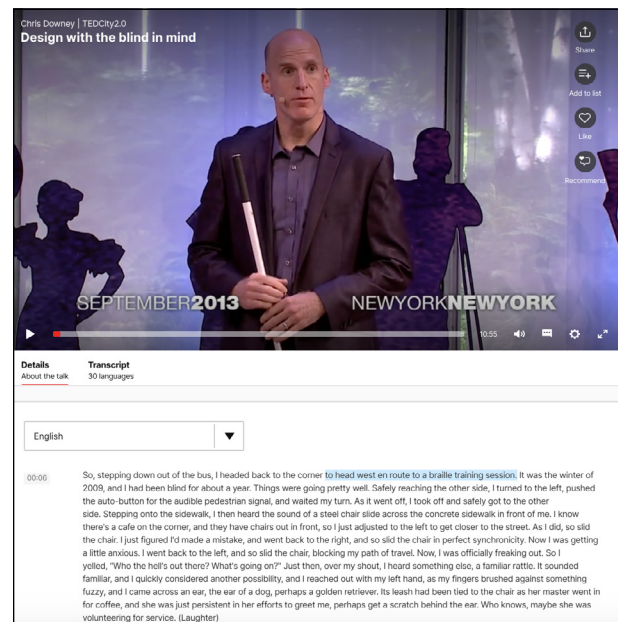 Chris Downey | TEDCity2.0
Design with the blind in mind
Share
Add to list
Like
Recommend
SEPTEMBER2013
NEWYORKNEWYORK
10:55
Details
About the talk
Transcript
30 languages
English
00:06
So, stepping down out of the bus, I headed back to the corner to head west en route to a braille training session. It was the winter of
2009, and I had been blind for about a year. Things were going pretty well. Safely reaching the other side, I turned to the left, pushed
the auto-button for the audible pedestrian signal, and waited my turn. As it went off, I took off and safely got to the other
side. Stepping onto the sidewalk, I then heard the sound of a steel chair slide across the concrete sidewalk in front of me. I know
there's a cafe on the corner, and they have chairs out in front, so I just adjusted to the left to get closer to the street. As I did, so slid
the chair. I just figured I'd made a mistake, and went back to the right, and so slid the chair in perfect synchronicity. Now I was getting
a little anxious. I went back to the left, and so slid the chair, blocking my path of travel. Now, I was officially freaking out. So I
yelled, "Who the hell's out there? What's going on?" Just then, over my shout, I heard something else, a familiar rattle. It sounded
familiar, and I quickly considered another possibility, and I reached out with my left hand, as my fingers brushed against something
fuzzy, and I came across an ear, the ear of a dog, perhaps a golden retriever. Its leash had been tied to the chair as her master went in
for coffee, and she was just persistent in her efforts to greet me, perhaps get a scratch behind the ear. Who knows, maybe she was
volunteering for service. (Laughter)